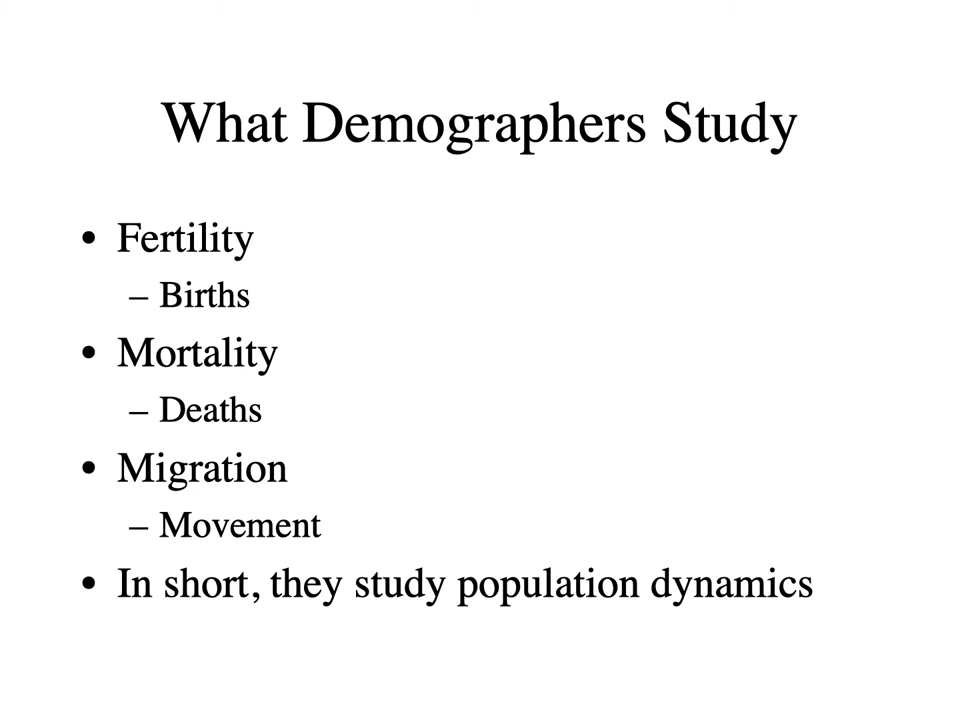 What Demographers Study
• Fertility
– Births
• Mortality
– Deaths
• Migration
– Movement
• In short, they study population dynamics